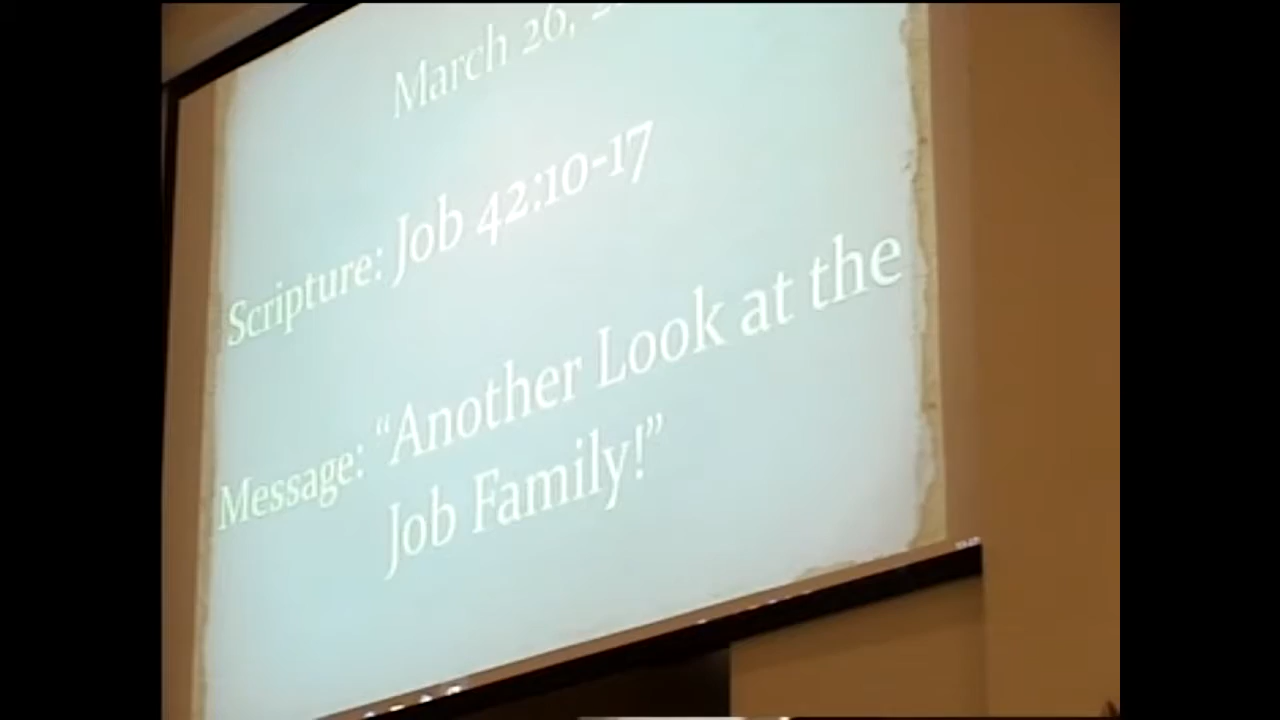 March 26,
Scripture: Job 42:10-17
Message: “Another Look at the
Job Family!”